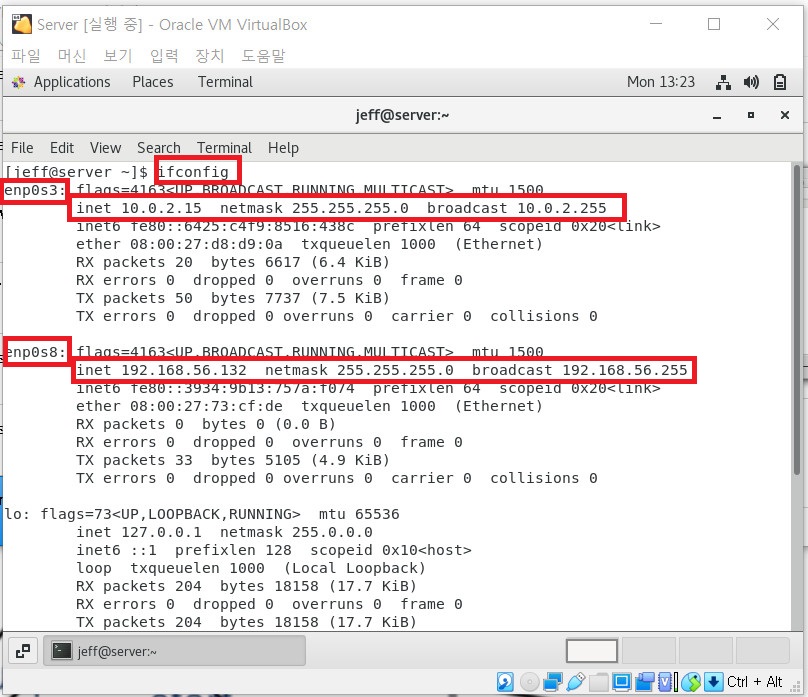 Server [실행 중] - Oracle VM VirtualBox
파일 머신 보기 입력 장치 도움말
Applications Places Terminal Mon 13:23
jeff@server:~
File Edit View Search Terminal Help
[jeff@server ~]$ ifconfig
enp0s3: flags=4163<UP,BROADCAST,RUNNING,MULTICAST> mtu 1500
inet 10.0.2.15 netmask 255.255.255.0 broadcast 10.0.2.255
inet6 fe80::6425:c4f9:8516:438c prefixlen 64 scopeid 0x20<link>
ether 08:00:27:d8:d9:0a txqueuelen 1000 (Ethernet)
RX packets 20 bytes 6617 (6.4 KiB)
RX errors 0 dropped 0 overruns 0 frame 0
TX packets 50 bytes 7737 (7.5 KiB)
TX errors 0 dropped 0 overruns 0 carrier 0 collisions 0
enp0s8: flags=4163<UP,BROADCAST,RUNNING,MULTICAST> mtu 1500
inet 192.168.56.132 netmask 255.255.255.0 broadcast 192.168.56.255
inet6 fe80::3934:9b13:757a:f074 prefixlen 64 scopeid 0x20<link>
ether 08:00:27:73:cf:de txqueuelen 1000 (Ethernet)
RX packets 0 bytes 0 (0.0 B)
RX errors 0 dropped 0 overruns 0 frame 0
TX packets 33 bytes 5105 (4.9 KiB)
TX errors 0 dropped 0 overruns 0 carrier 0 collisions 0
lo: flags=73<UP,LOOPBACK,RUNNING> mtu 65536
inet 127.0.0.1 netmask 255.0.0.0
inet6 ::1 prefixlen 128 scopeid 0x10<host>
loop txqueuelen 1000 (Local Loopback)
RX packets 204 bytes 18158 (17.7 KiB)
RX errors 0 dropped 0 overruns 0 frame 0
TX packets 204 bytes 18158 (17.7 KiB)
jeff@server:~
Ctrl + Alt